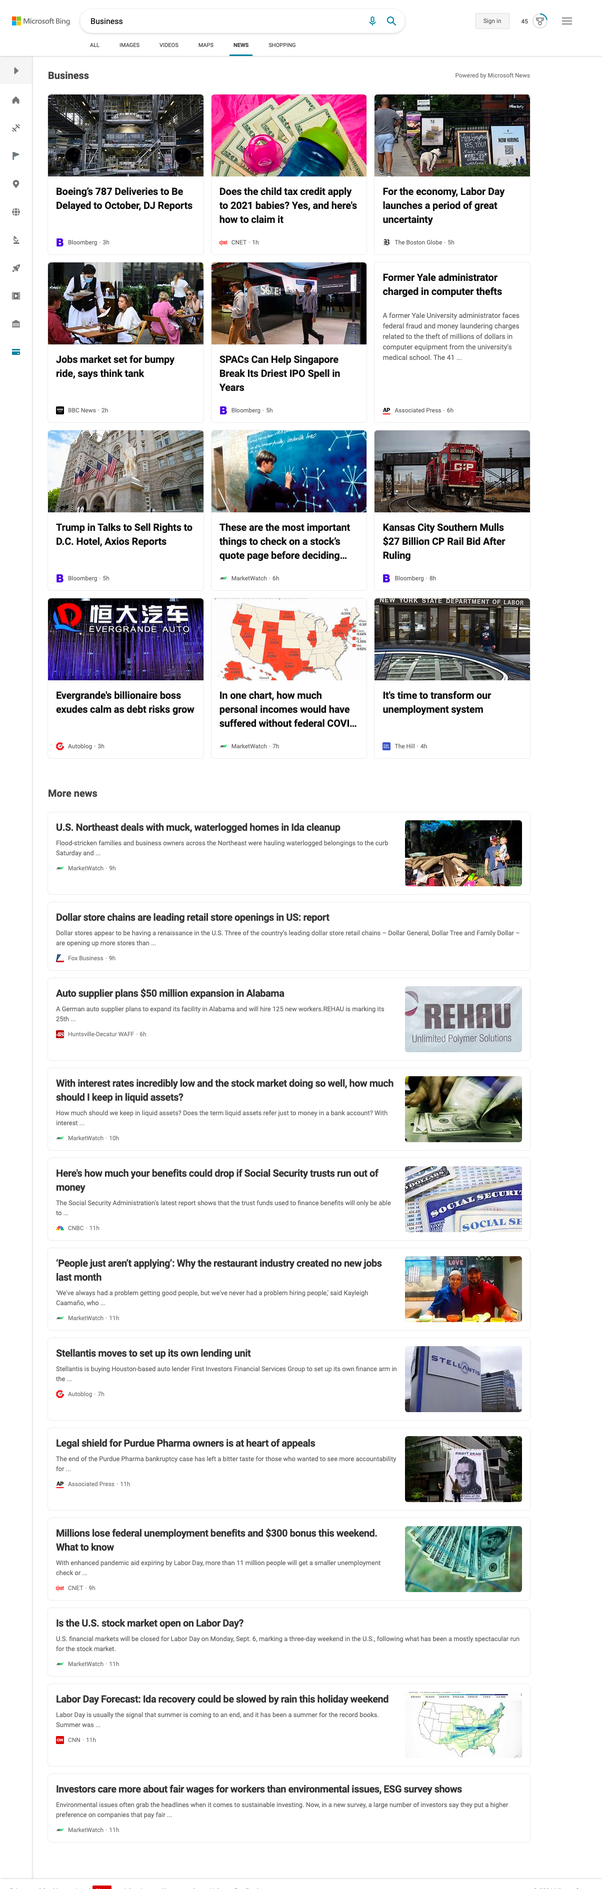 Microsoft Bing
Business
Sign in
45
ALL
IMAGES
VIDEOS
MAPS
NEWS
SHOPPING
Business
Powered by Microsoft News
NOW HIRING
Boeing's 787 Deliveries to Be
Delayed to October, DJ Reports
Bloomberg · 3h
Does the child tax credit apply
to 2021 babies? Yes, and here's
how to claim it
CNET · 1h
For the economy, Labor Day
launches a period of great
uncertainty
The Boston Globe · 5h
Jobs market set for bumpy
ride, says think tank
BBC News · 2h
SPACs Can Help Singapore
Break Its Driest IPO Spell in
Years
Bloomberg · 5h
Former Yale administrator
charged in computer thefts
A former Yale University administrator faces
federal fraud and money laundering charges
related to the theft of millions of dollars in
computer equipment from the university's
medical school. The 41 ...
AP
Associated Press · 6h
CP
Trump in Talks to Sell Rights to
D.C. Hotel, Axios Reports
Bloomberg · 5h
These are the most important
things to check on a stock's
quote page before deciding...
MarketWatch · 6h
Kansas City Southern Mulls
$27 Billion CP Rail Bid After
Ruling
Bloomberg · 8h
恒大汽车
EVERGRANDE AUTO
NEW YORK STATE DEPARTMENT OF LABOR
Evergrande's billionaire boss
exudes calm as debt risks grow
Autoblog · 3h
In one chart, how much
personal incomes would have
suffered without federal COVI...
MarketWatch · 7h
It's time to transform our
unemployment system
The Hill · 4h
More news
U.S. Northeast deals with muck, waterlogged homes in Ida cleanup
Flood-stricken families and business owners across the Northeast were hauling waterlogged belongings to the curb
Saturday and ...
MarketWatch · 9h
Dollar store chains are leading retail store openings in US: report
Dollar stores appear to be having a renaissance in the U.S. Three of the country's leading dollar store retail chains – Dollar General, Dollar Tree and Family Dollar –
are opening up more stores than ...
Fox Business · 9h
Auto supplier plans $50 million expansion in Alabama
A German auto supplier plans to expand its facility in Alabama and will hire 125 new workers.REHAU is marking its
25th ...
Huntsville-Decatur WAFF · 6h
REHAU
Unlimited Polymer Solutions
With interest rates incredibly low and the stock market doing so well, how much
should I keep in liquid assets?
How much should we keep in liquid assets? Does the term liquid assets refer just to money in a bank account? With
interest ...
MarketWatch · 10h
Here's how much your benefits could drop if Social Security trusts run out of
money
The Social Security Administration's latest report shows that the trust funds used to finance benefits will only be able
to ...
CNBC · 11h
DOLLARS
SOCIAL SECURIT
SOCIAL SE
'People just aren't applying': Why the restaurant industry created no new jobs
last month
'We've always had a problem getting good people, but we've never had a problem hiring people,' said Kayleigh
Caamaño, who ...
MarketWatch · 11h
LOVE
Stellantis moves to set up its own lending unit
Stellantis is buying Houston-based auto lender First Investors Financial Services Group to set up its own finance arm in
the ...
Autoblog · 7h
STELLANTIS
Legal shield for Purdue Pharma owners is at heart of appeals
The end of the Purdue Pharma bankruptcy case has left a bitter taste for those who wanted to see more accountability
for ...
AP
Associated Press · 11h
Millions lose federal unemployment benefits and $300 bonus this weekend.
What to know
With enhanced pandemic aid expiring by Labor Day, more than 11 million people will get a smaller unemployment
check or ...
CNET · 9h
Is the U.S. stock market open on Labor Day?
U.S. financial markets will be closed for Labor Day on Monday, Sept. 6, marking a three-day weekend in the U.S., following what has been a mostly spectacular run
for the stock market.
MarketWatch · 11h
Labor Day Forecast: Ida recovery could be slowed by rain this holiday weekend
Labor Day is usually the signal that summer is coming to an end, and it has been a summer for the record books.
Summer was ...
CNN · 11h
Investors care more about fair wages for workers than environmental issues, ESG survey shows
Environmental issues often grab the headlines when it comes to sustainable investing. Now, in a new survey, a large number of investors say they put a higher
preference on companies that pay fair ...
MarketWatch · 11h